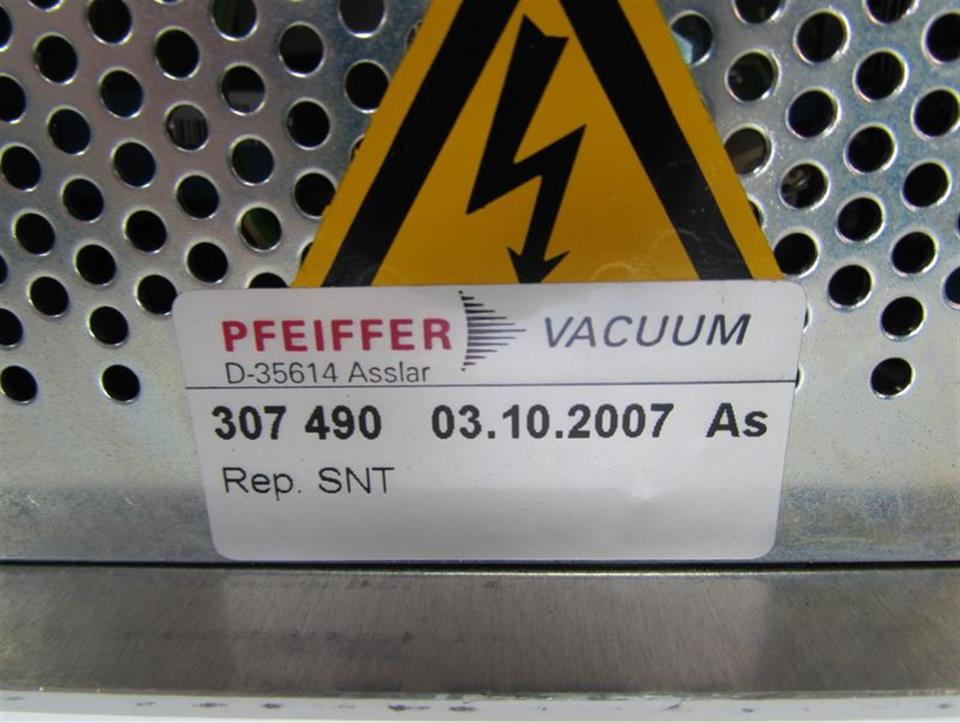 PFEIFFER VACUUM
D-35614 Asslar
307 490 03.10.2007 As
Rep. SNT